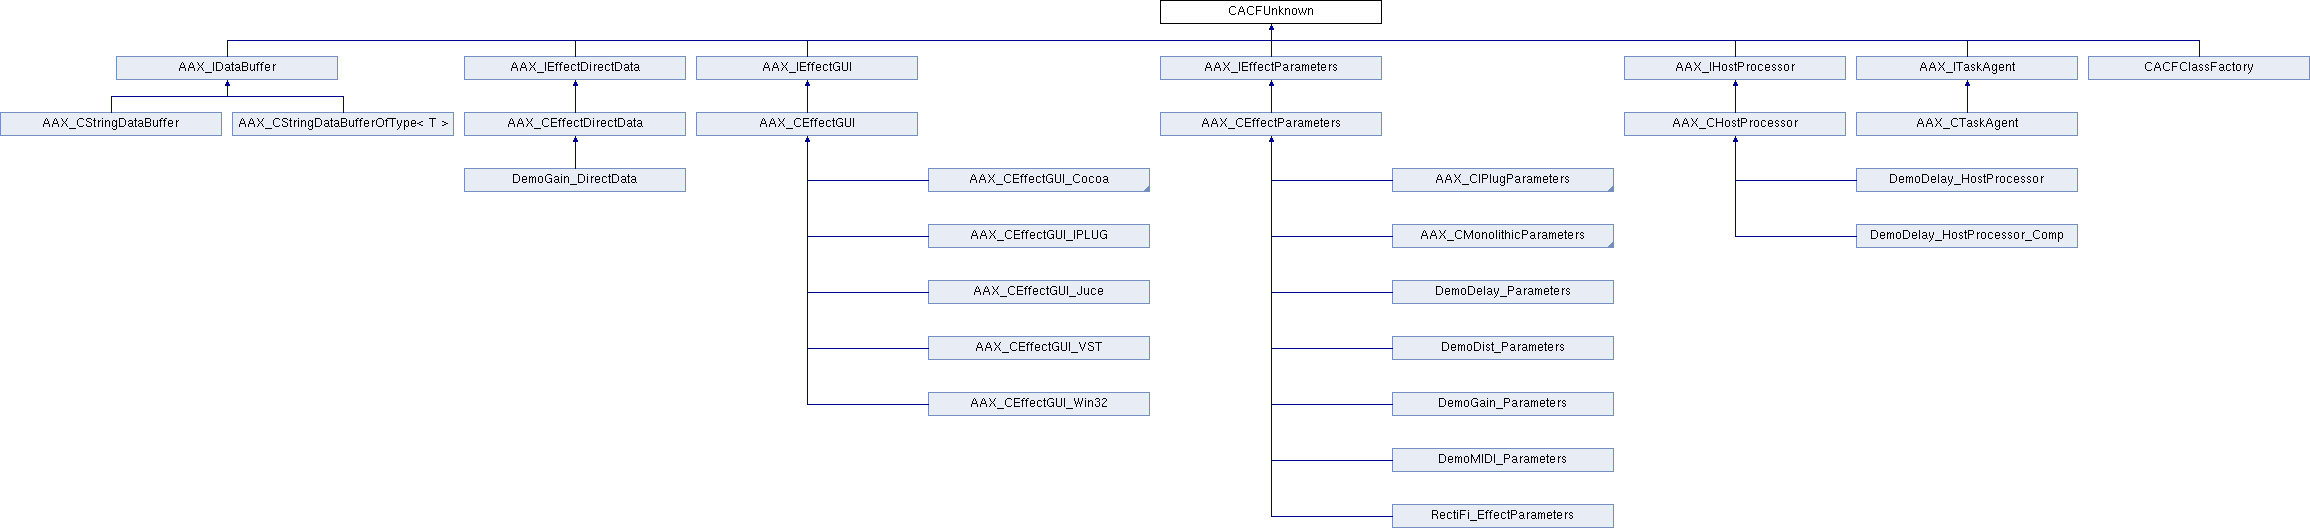 CACFUnknown
AAX_IDataBuffer
AAX_IEffectDirectData
AAX_IEffectGUI
AAX_IEffectParameters
AAX_IHostProcessor
AAX_ITaskAgent
CACFClassFactory
AAX_CStringDataBuffer
AAX_CStringDataBufferOfType< T >
AAX_CEffectDirectData
AAX_CEffectGUI
AAX_CEffectParameters
AAX_CHostProcessor
AAX_CTaskAgent
DemoGain_DirectData
AAX_CEffectGUI_Cocoa
AAX_CIPlugParameters
DemoDelay_HostProcessor
AAX_CEffectGUI_IPLUG
AAX_CMonolithicParameters
DemoDelay_HostProcessor_Comp
AAX_CEffectGUI_Juce
DemoDelay_Parameters
AAX_CEffectGUI_VST
DemoDist_Parameters
AAX_CEffectGUI_Win32
DemoGain_Parameters
DemoMIDI_Parameters
RectiFi_EffectParameters